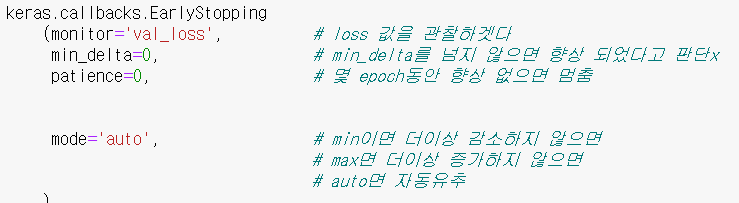 keras.callbacks.EarlyStopping
(monitor='val_loss', # loss 값을 관찰하겟다
min_delta=0, # min_delta를 넘지 않으면 향상 되었다고 판단x
patience=0, # 몇 epoch동안 향상 없으면 멈춤
mode='auto', # min이면 더이상 감소하지 않으면
# max면 더이상 증가하지 않으면
# auto면 자동유추
)